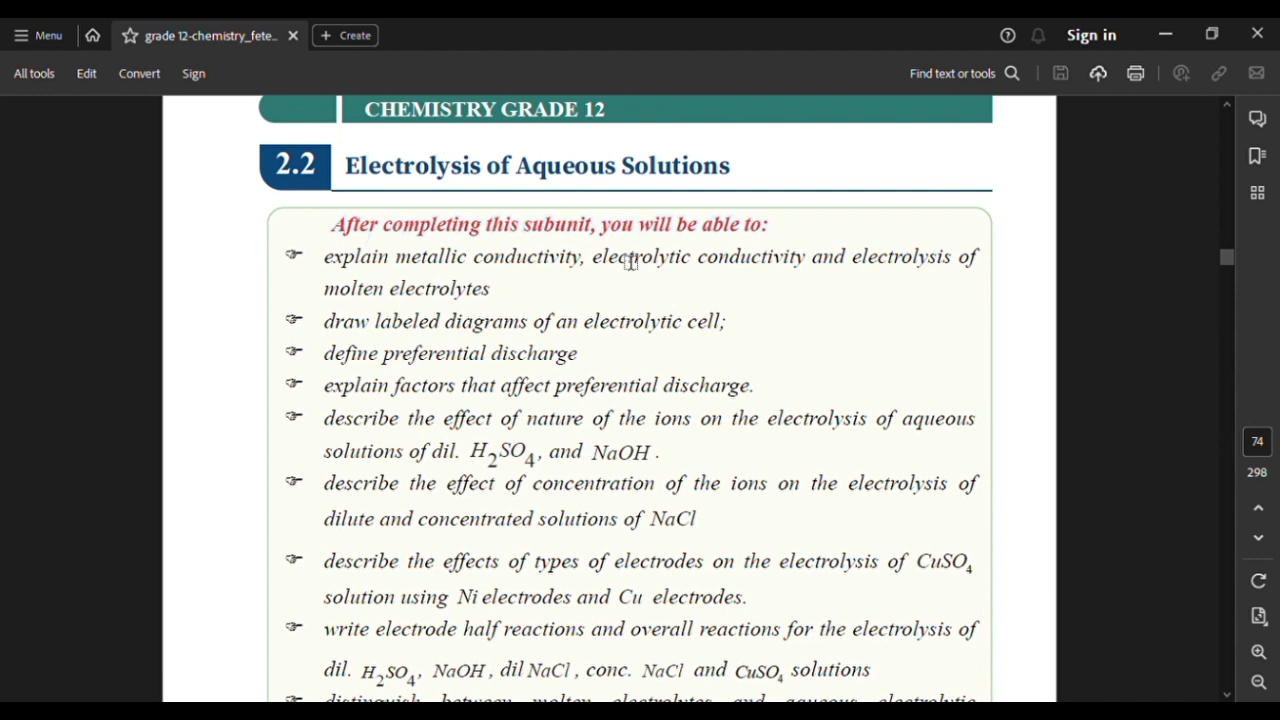 Menu
grade 12-chemistry_fete...
Create
Sign in
All tools Edit Convert Sign
Find text or tools
CHEMISTRY GRADE 12
2.2 Electrolysis of Aqueous Solutions
After completing this subunit, you will be able to:
explain metallic conductivity, electrolytic conductivity and electrolysis of
molten electrolytes
draw labeled diagrams of an electrolytic cell;
define preferential discharge
explain factors that affect preferential discharge.
describe the effect of nature of the ions on the electrolysis of aqueous
solutions of dil. H₂SO₄, and NaOH .
describe the effect of concentration of the ions on the electrolysis of
dilute and concentrated solutions of NaCl
describe the effects of types of electrodes on the electrolysis of CuSO₄
solution using Ni electrodes and Cu electrodes.
write electrode half reactions and overall reactions for the electrolysis of
dil. H₂SO₄, NaOH , dil NaCl , conc. NaCl and CuSO₄ solutions
distinguish between molten electrolytes and aqueous electrolytic
74
298